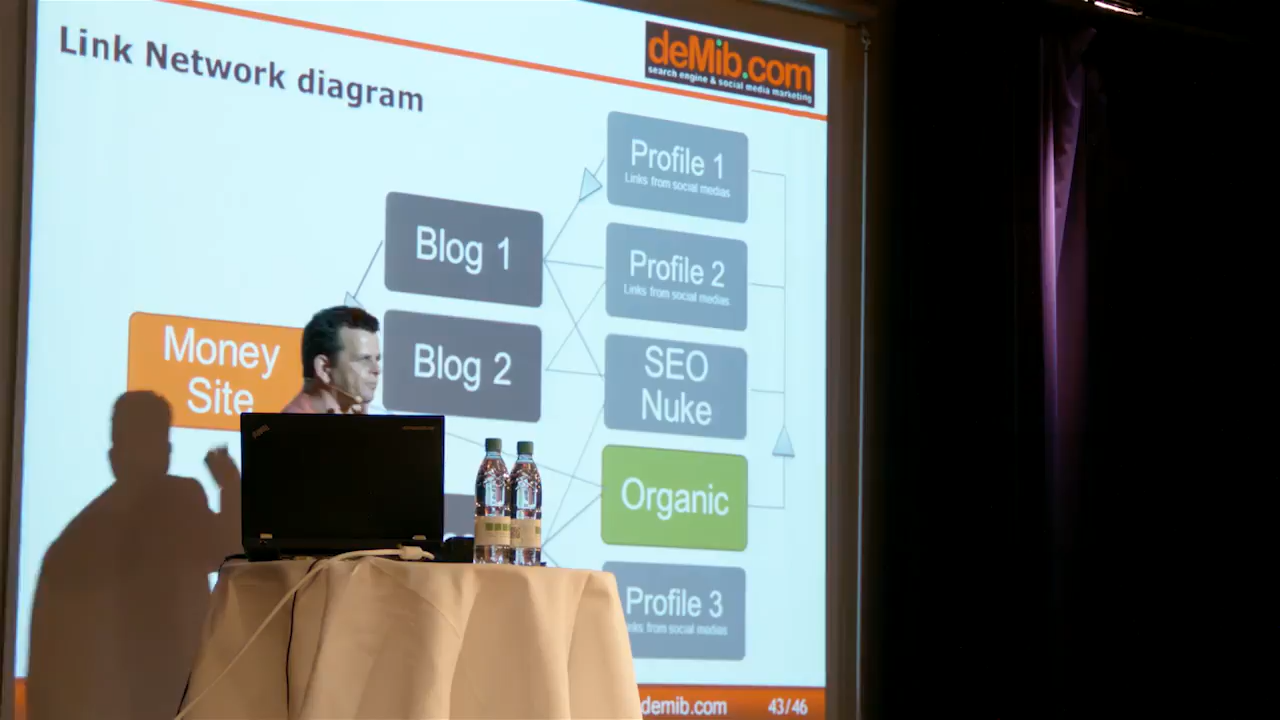 Link Network diagram
deMib.com
search engine & social media marketing
Profile 1
Links from social medias
Blog 1
Profile 2
Links from social medias
Money
Site
Blog 2
SEO
Nuke
Organic
Profile 3
Links from social medias
demib.com
43/46